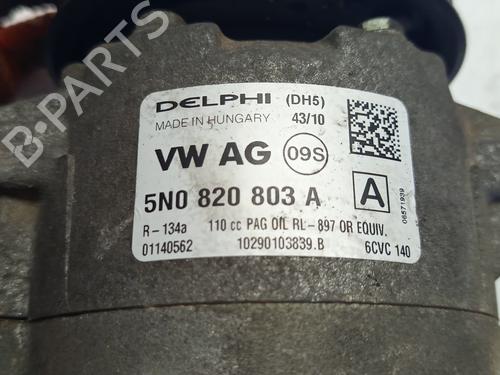 B-PARTS
DELPHI (DH5)
MADE IN HUNGARY 43/10
VW AG 09S
5N0 820 803 A A
06571939
R-134a 110 cc PAG OIL RL-897 OR EQUIV.
01140562 10290103839.B 6CVC 140